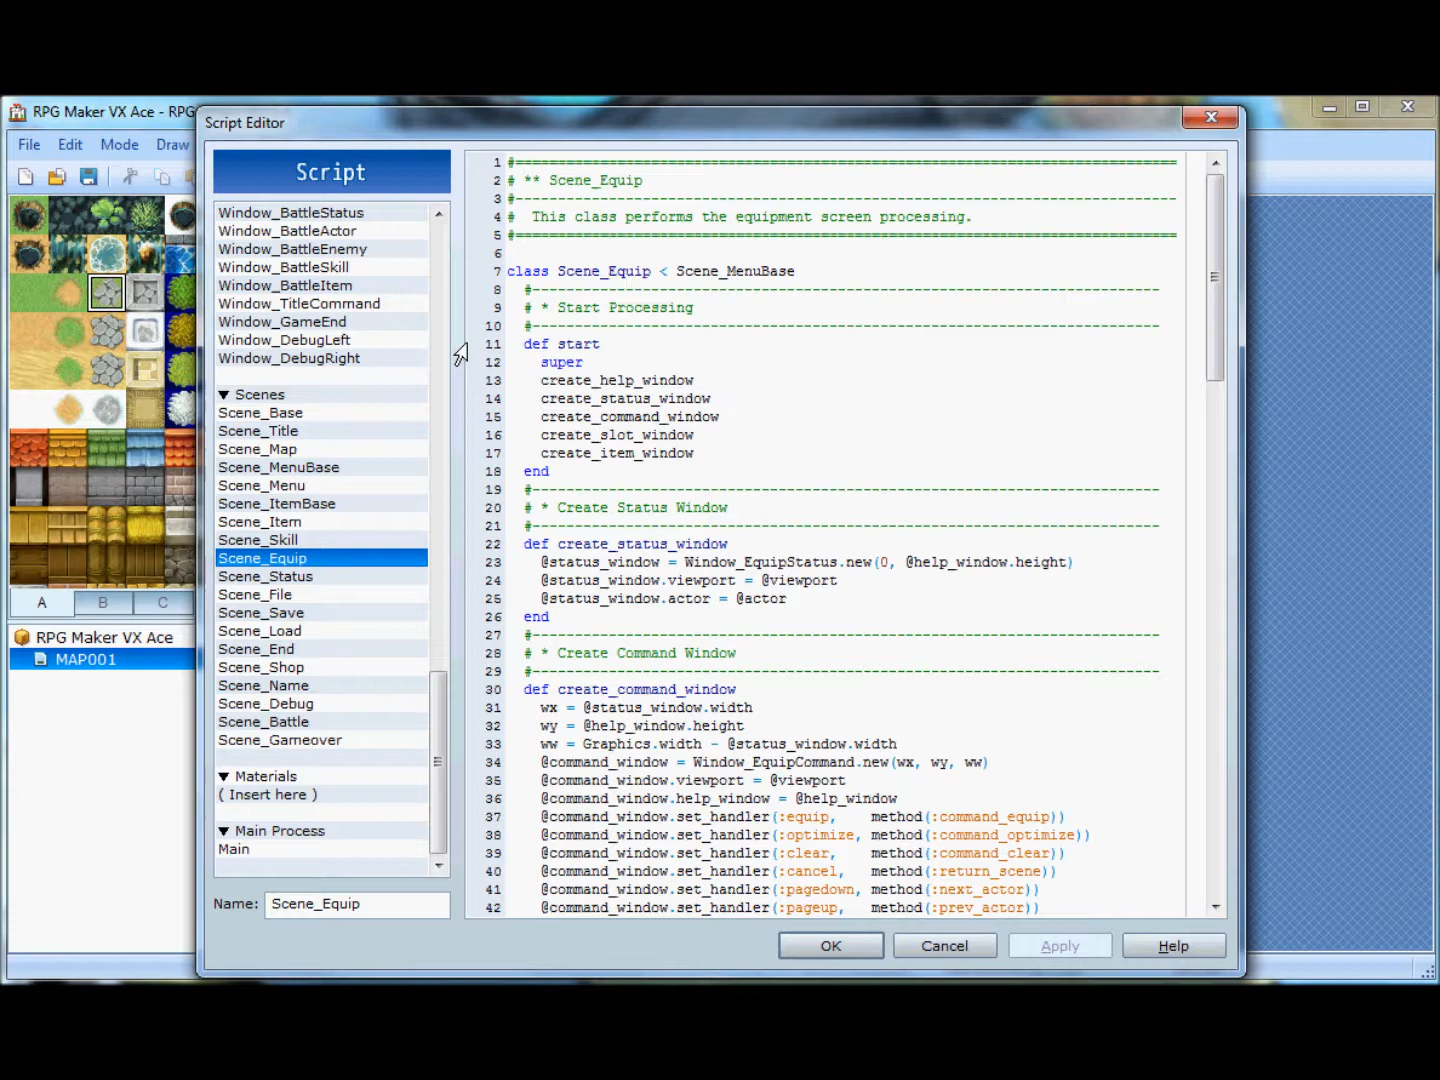 RPG Maker VX Ace - RPG
File Edit Mode Draw
A B C
RPG Maker VX Ace
MAP001
Script Editor
Script
Window_BattleStatus
Window_BattleActor
Window_BattleEnemy
Window_BattleSkill
Window_BattleItem
Window_TitleCommand
Window_GameEnd
Window_DebugLeft
Window_DebugRight
▼ Scenes
Scene_Base
Scene_Title
Scene_Map
Scene_MenuBase
Scene_Menu
Scene_ItemBase
Scene_Item
Scene_Skill
Scene_Equip
Scene_Status
Scene_File
Scene_Save
Scene_Load
Scene_End
Scene_Shop
Scene_Name
Scene_Debug
Scene_Battle
Scene_Gameover
▼ Materials
( Insert here )
▼ Main Process
Main
Name: Scene_Equip
1 #==============================================================================
2 # ** Scene_Equip
3 #------------------------------------------------------------------------------
4 #  This class performs the equipment screen processing.
5 #==============================================================================
6
7 class Scene_Equip < Scene_MenuBase
8   #--------------------------------------------------------------------------
9   # * Start Processing
10   #--------------------------------------------------------------------------
11   def start
12     super
13     create_help_window
14     create_status_window
15     create_command_window
16     create_slot_window
17     create_item_window
18   end
19   #--------------------------------------------------------------------------
20   # * Create Status Window
21   #--------------------------------------------------------------------------
22   def create_status_window
23     @status_window = Window_EquipStatus.new(0, @help_window.height)
24     @status_window.viewport = @viewport
25     @status_window.actor = @actor
26   end
27   #--------------------------------------------------------------------------
28   # * Create Command Window
29   #--------------------------------------------------------------------------
30   def create_command_window
31     wx = @status_window.width
32     wy = @help_window.height
33     ww = Graphics.width - @status_window.width
34     @command_window = Window_EquipCommand.new(wx, wy, ww)
35     @command_window.viewport = @viewport
36     @command_window.help_window = @help_window
37     @command_window.set_handler(:equip,    method(:command_equip))
38     @command_window.set_handler(:optimize, method(:command_optimize))
39     @command_window.set_handler(:clear,    method(:command_clear))
40     @command_window.set_handler(:cancel,   method(:return_scene))
41     @command_window.set_handler(:pagedown, method(:next_actor))
42     @command_window.set_handler(:pageup,   method(:prev_actor))
OK Cancel Apply Help